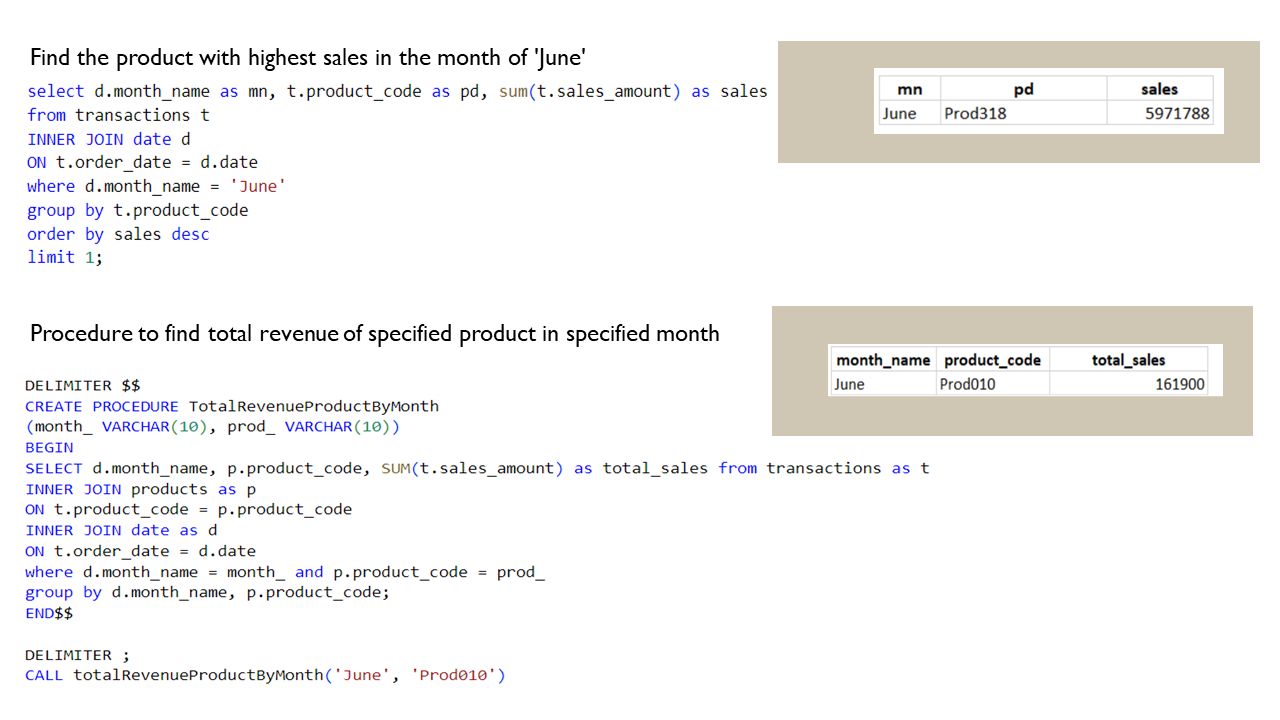 Find the product with highest sales in the month of 'June'
select d.month_name as mn, t.product_code as pd, sum(t.sales_amount) as sales
from transactions t
INNER JOIN date d
ON t.order_date = d.date
where d.month_name = 'June'
group by t.product_code
order by sales desc
limit 1;
mn pd sales
June Prod318 5971788
Procedure to find total revenue of specified product in specified month
month_name product_code total_sales
June Prod010 161900
DELIMITER $$
CREATE PROCEDURE TotalRevenueProductByMonth
(month_ VARCHAR(10), prod_ VARCHAR(10))
BEGIN
SELECT d.month_name, p.product_code, SUM(t.sales_amount) as total_sales from transactions as t
INNER JOIN products as p
ON t.product_code = p.product_code
INNER JOIN date as d
ON t.order_date = d.date
where d.month_name = month_ and p.product_code = prod_
group by d.month_name, p.product_code;
END$$
DELIMITER ;
CALL totalRevenueProductByMonth('June', 'Prod010')